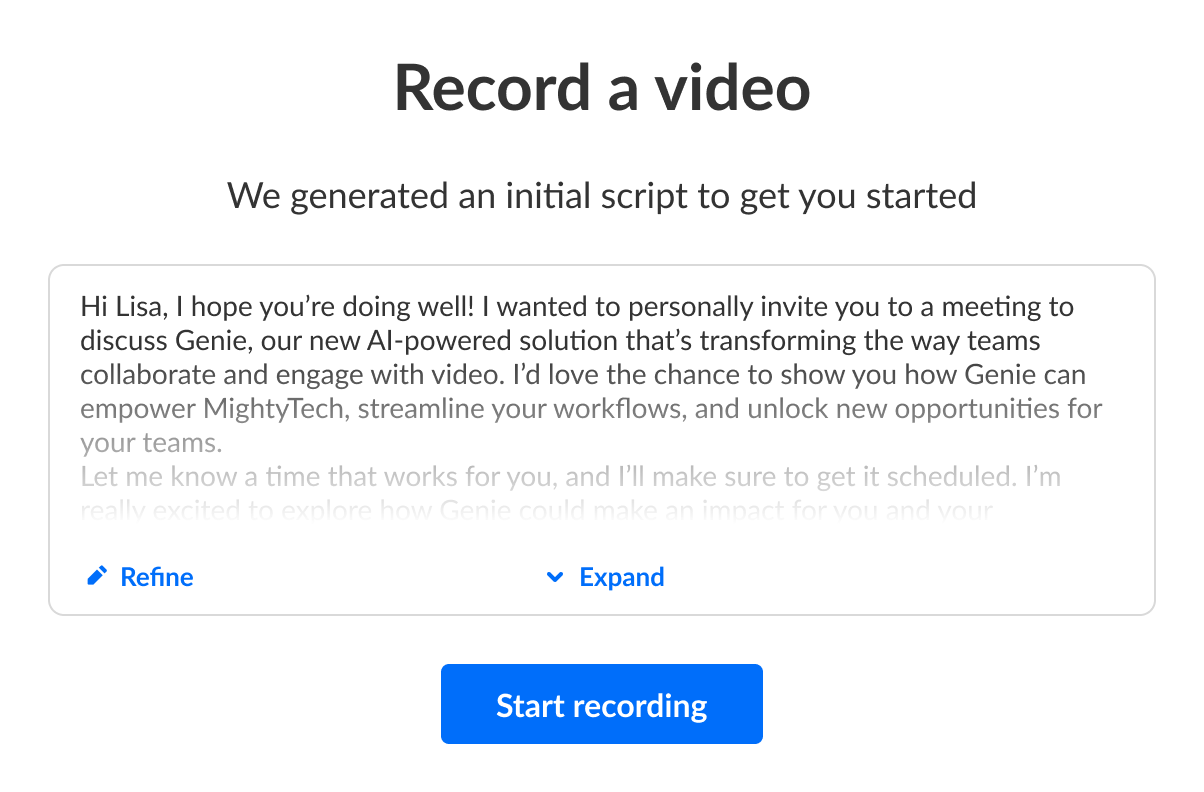 Record a video
We generated an initial script to get you started
Hi Lisa, I hope you’re doing well! I wanted to personally invite you to a meeting to
discuss Genie, our new AI-powered solution that’s transforming the way teams
collaborate and engage with video. I’d love the chance to show you how Genie can
empower MightyTech, streamline your workflows, and unlock new opportunities for
your teams.
Let me know a time that works for you, and I’ll make sure to get it scheduled. I’m
really excited to explore how Genie could make an impact for you and your
Refine
Expand
Start recording